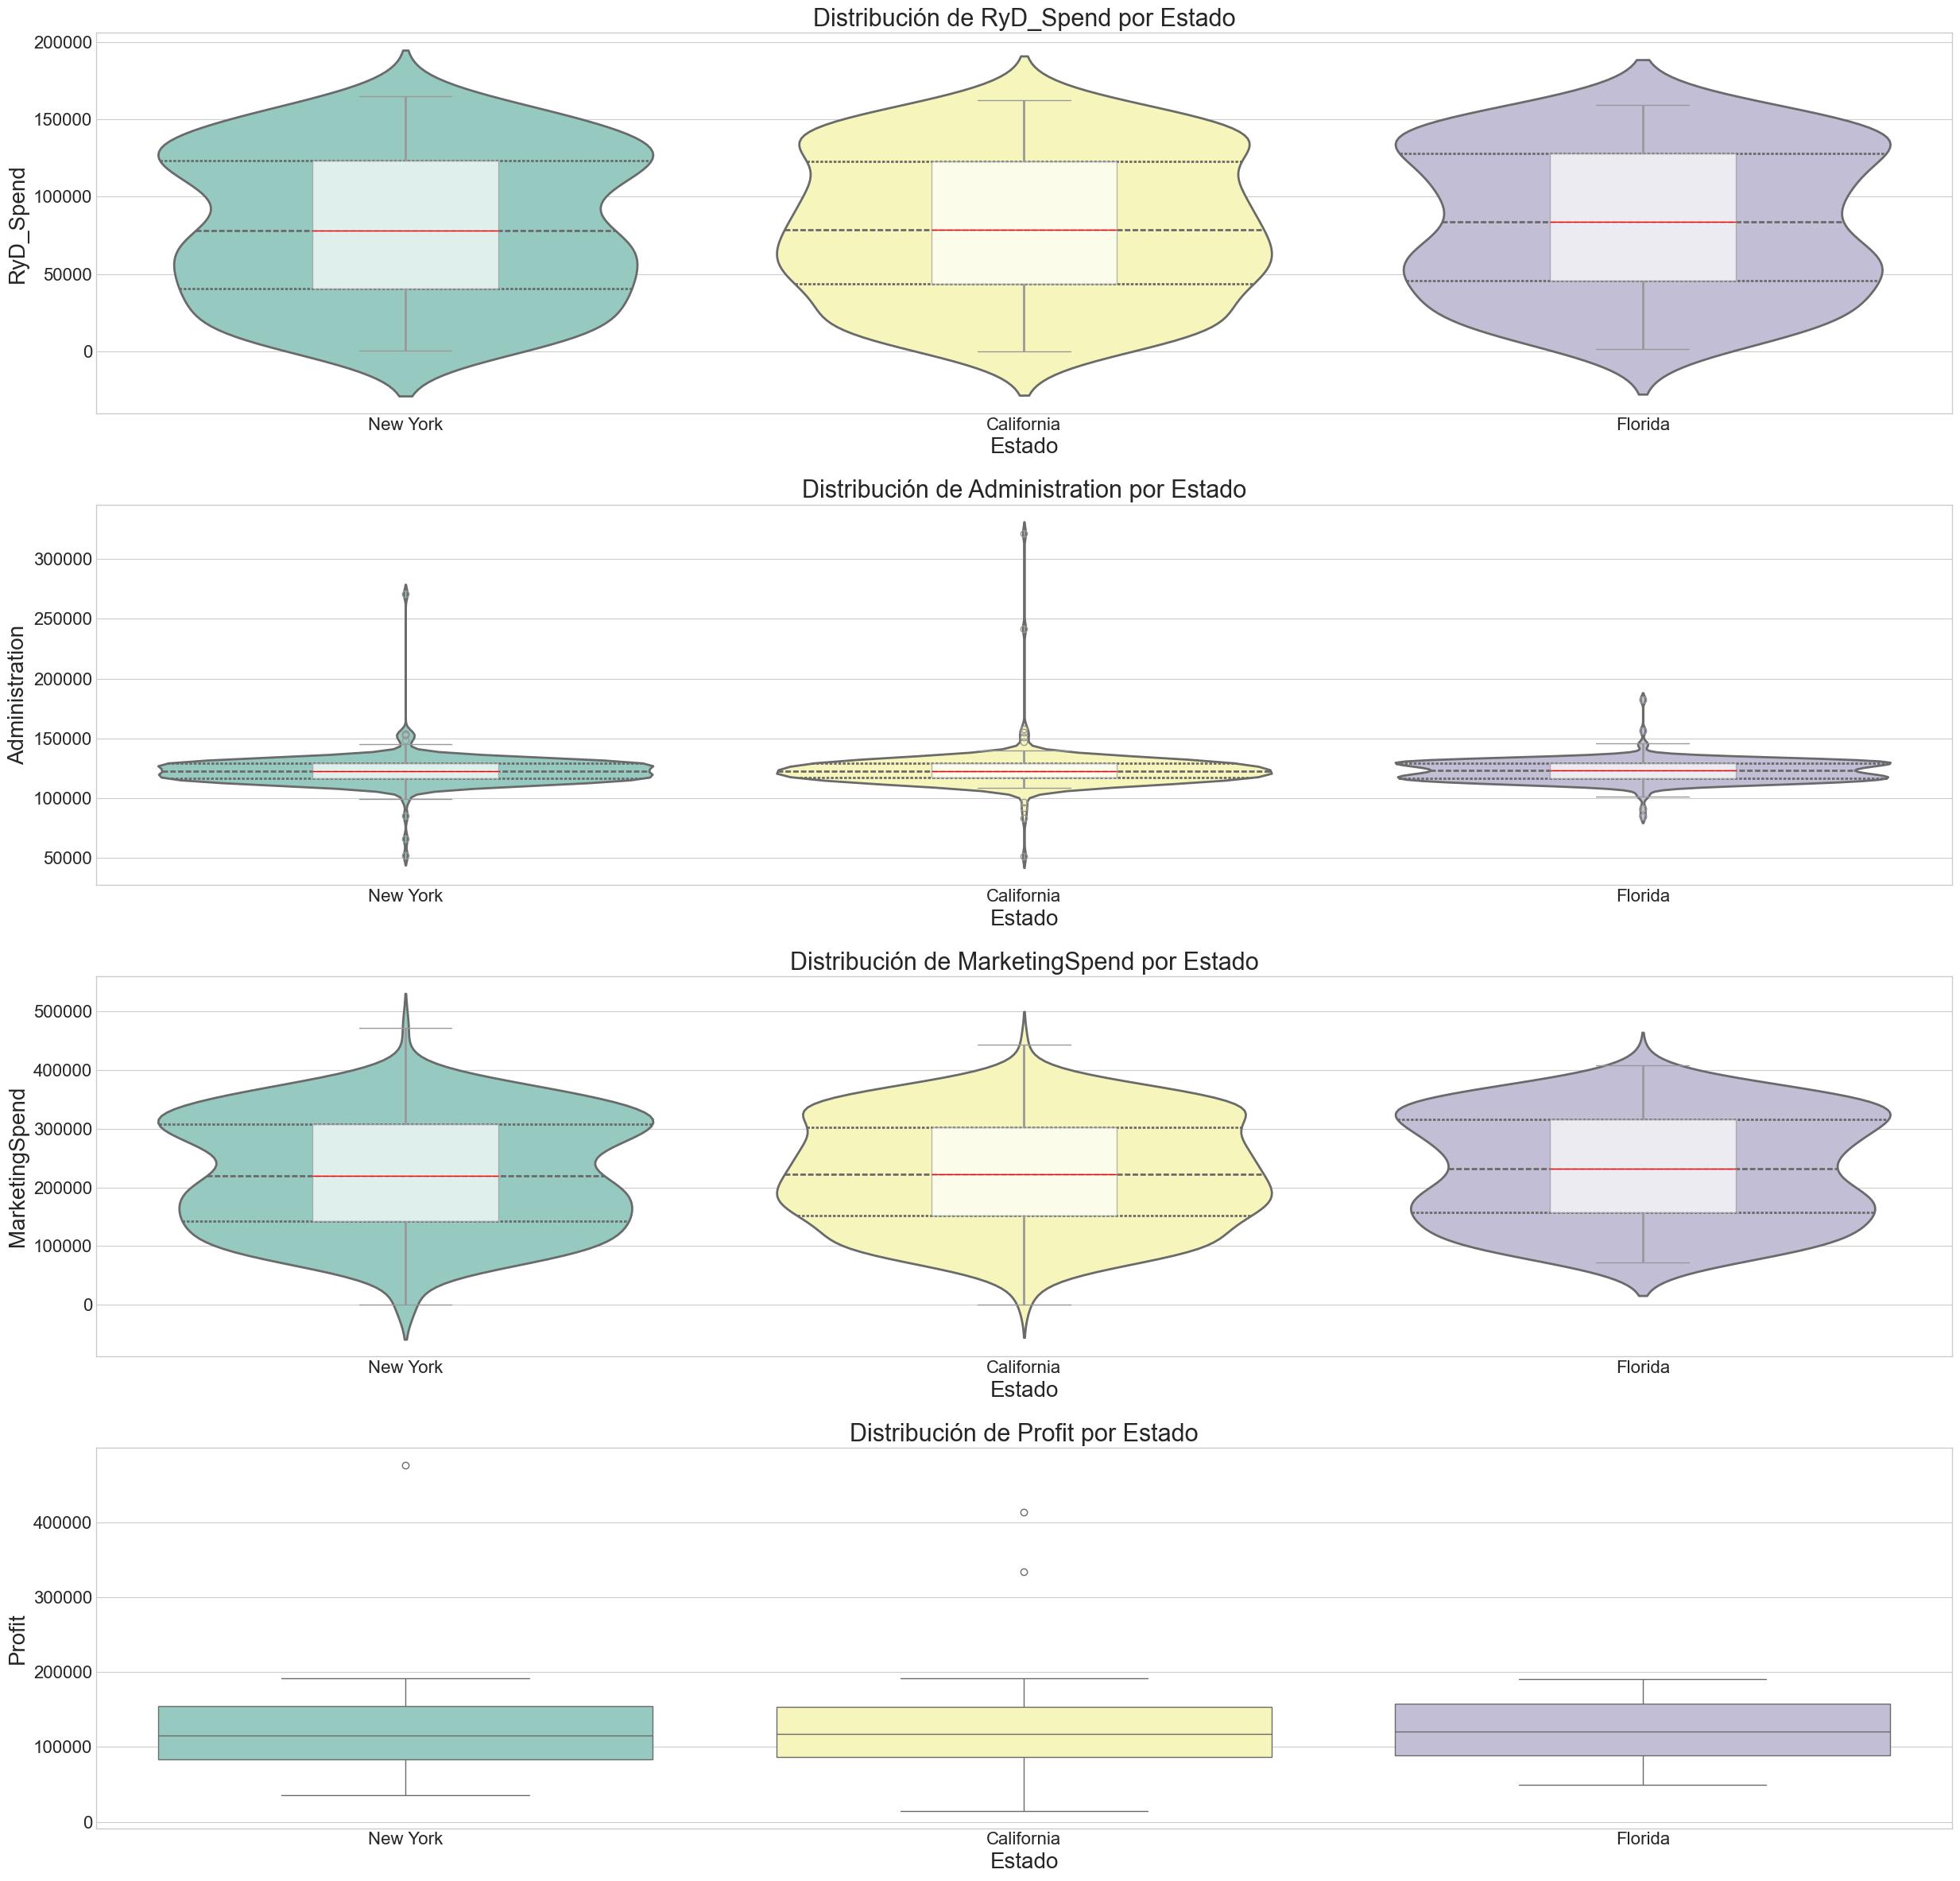 Distribución de RyD_Spend por Estado
RyD_Spend
200000
150000
100000
50000
0
New York California Florida
Estado
Distribución de Administration por Estado
Administration
300000
250000
200000
150000
100000
50000
New York California Florida
Estado
Distribución de MarketingSpend por Estado
MarketingSpend
500000
400000
300000
200000
100000
0
New York California Florida
Estado
Distribución de Profit por Estado
Profit
400000
300000
200000
100000
0
New York California Florida
Estado